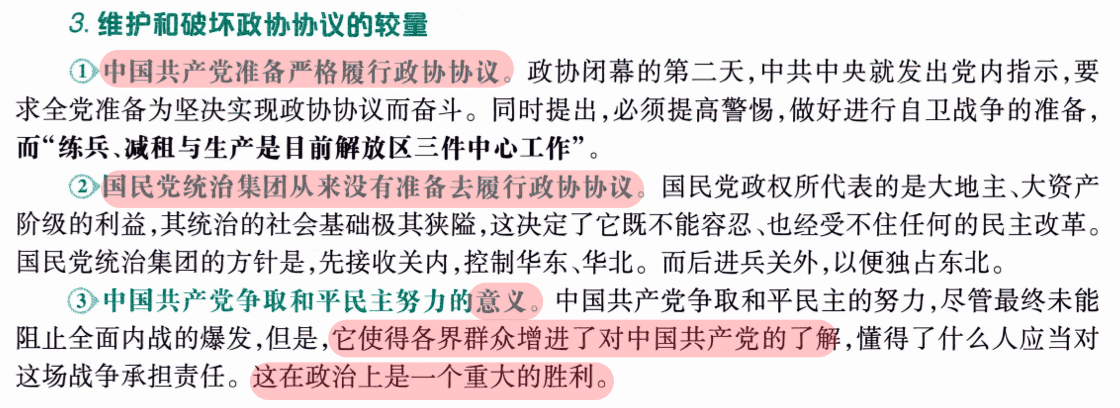 3. 维护和破坏政协协议的较量
①中国共产党准备严格履行政协协议。政协闭幕的第二天,中共中央就发出党内指示,要
求全党准备为坚决实现政协协议而奋斗。同时提出,必须提高警惕,做好进行自卫战争的准备,
而“练兵、减租与生产是目前解放区三件中心工作”。
②国民党统治集团从来没有准备去履行政协协议。国民党政权所代表的是大地主、大资产
阶级的利益,其统治的社会基础极其狭隘,这决定了它既不能容忍、也经受不住任何的民主改革。
国民党统治集团的方针是,先接收关内,控制华东、华北。而后进兵关外,以便独占东北。
③中国共产党争取和平民主努力的意义。中国共产党争取和平民主的努力,尽管最终未能
阻止全面内战的爆发,但是,它使得各界群众增进了对中国共产党的了解,懂得了什么人应当对
这场战争承担责任。这在政治上是一个重大的胜利。